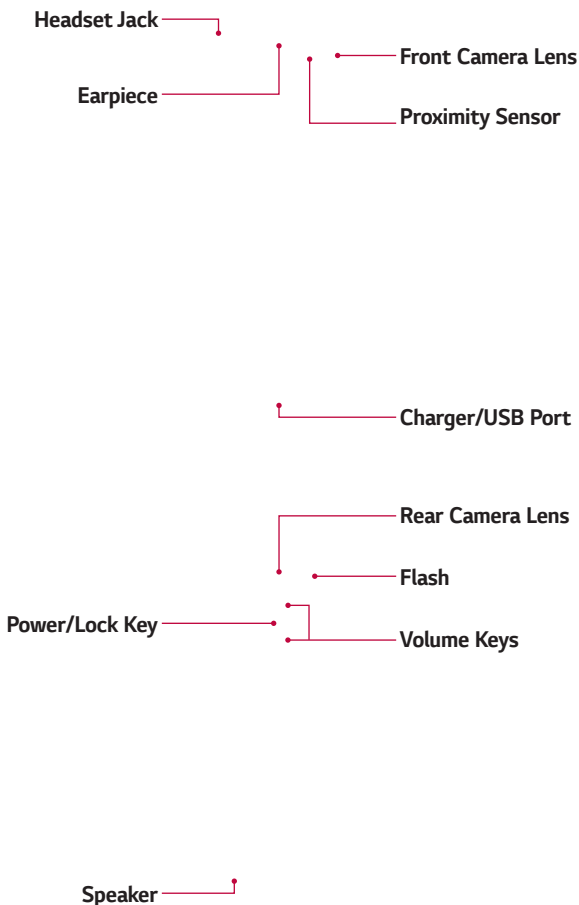 Headset Jack
Front Camera Lens
Earpiece
Proximity Sensor
Charger/USB Port
Rear Camera Lens
Flash
Power/Lock Key
Volume Keys
Speaker